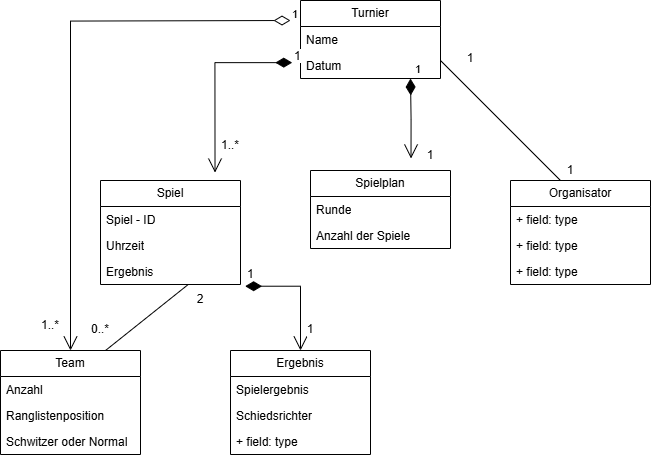 1
Turnier
Name
Datum
1
1
1
1..*
1
1
Spiel
Spiel - ID
Uhrzeit
Ergebnis
Spielplan
Runde
Anzahl der Spiele
Organisator
+ field: type
+ field: type
+ field: type
1
2
1..*
0..*
1
Team
Anzahl
Ranglistenposition
Schwitzer oder Normal
Ergebnis
Spielergebnis
Schiedsrichter
+ field: type